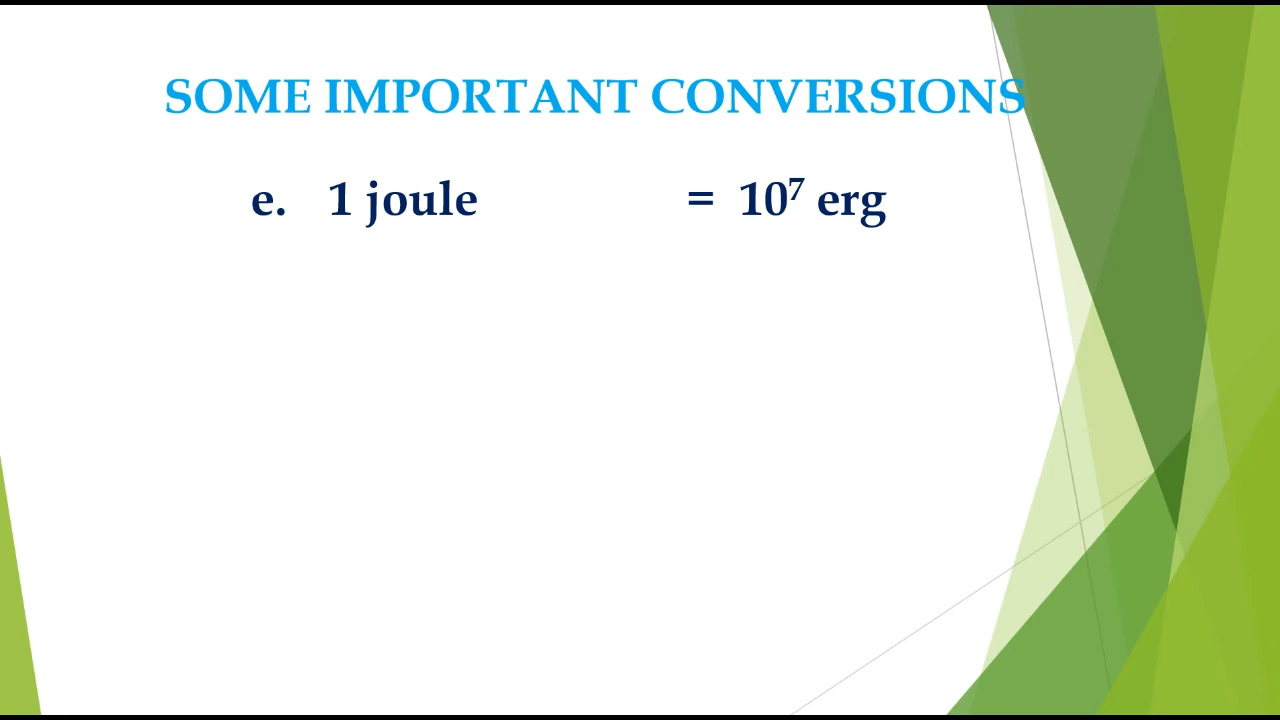 SOME IMPORTANT CONVERSIONS
e. 1 joule = 10⁷ erg